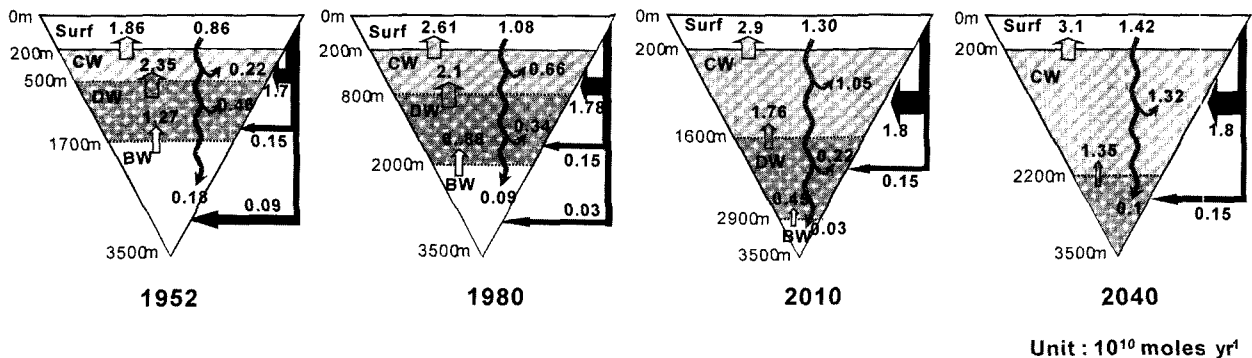 0m Surf 1.86 0.86
200m CW 2.35 0.22
500m DW 0.46 1.7
1.27
1700m BW 0.15
0.18 0.09
3500m
1952
0m Surf 2.61 1.08
200m CW 2.1 0.66
800m DW 0.34 1.78
2000m BW 0.15
0.09 0.03
3500m
1980
0m Surf 2.9 1.30
200m CW 1.05
1.76 1.8
1600m DW 0.22 0.15
0.45
2900m BW 0.03
3500m
2010
0m Surf 3.1 1.42
200m CW 1.32
1.35 1.8
2200m 0.1 0.15
3500m
2040
Unit : 10¹⁰ moles yr¹